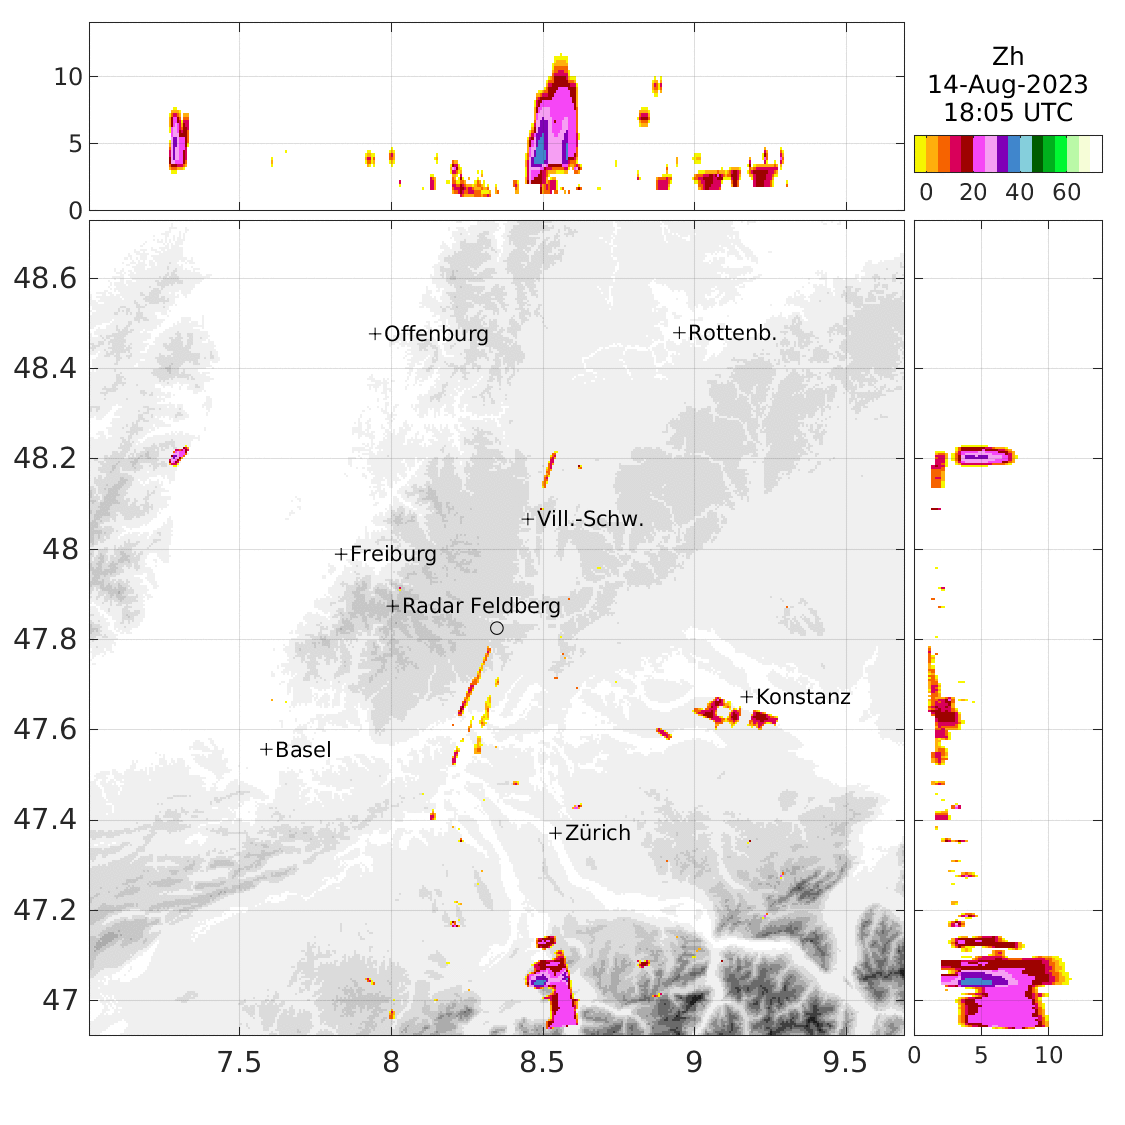 Zh
14-Aug-2023
18:05 UTC
0 20 40 60
10
5
0
48.6
48.4
48.2
48
47.8
47.6
47.4
47.2
47
+Offenburg
+Rottenb.
+Vill.-Schw.
+Freiburg
+Radar Feldberg
+Konstanz
+Basel
+Zürich
7.5 8 8.5 9 9.5
0 5 10